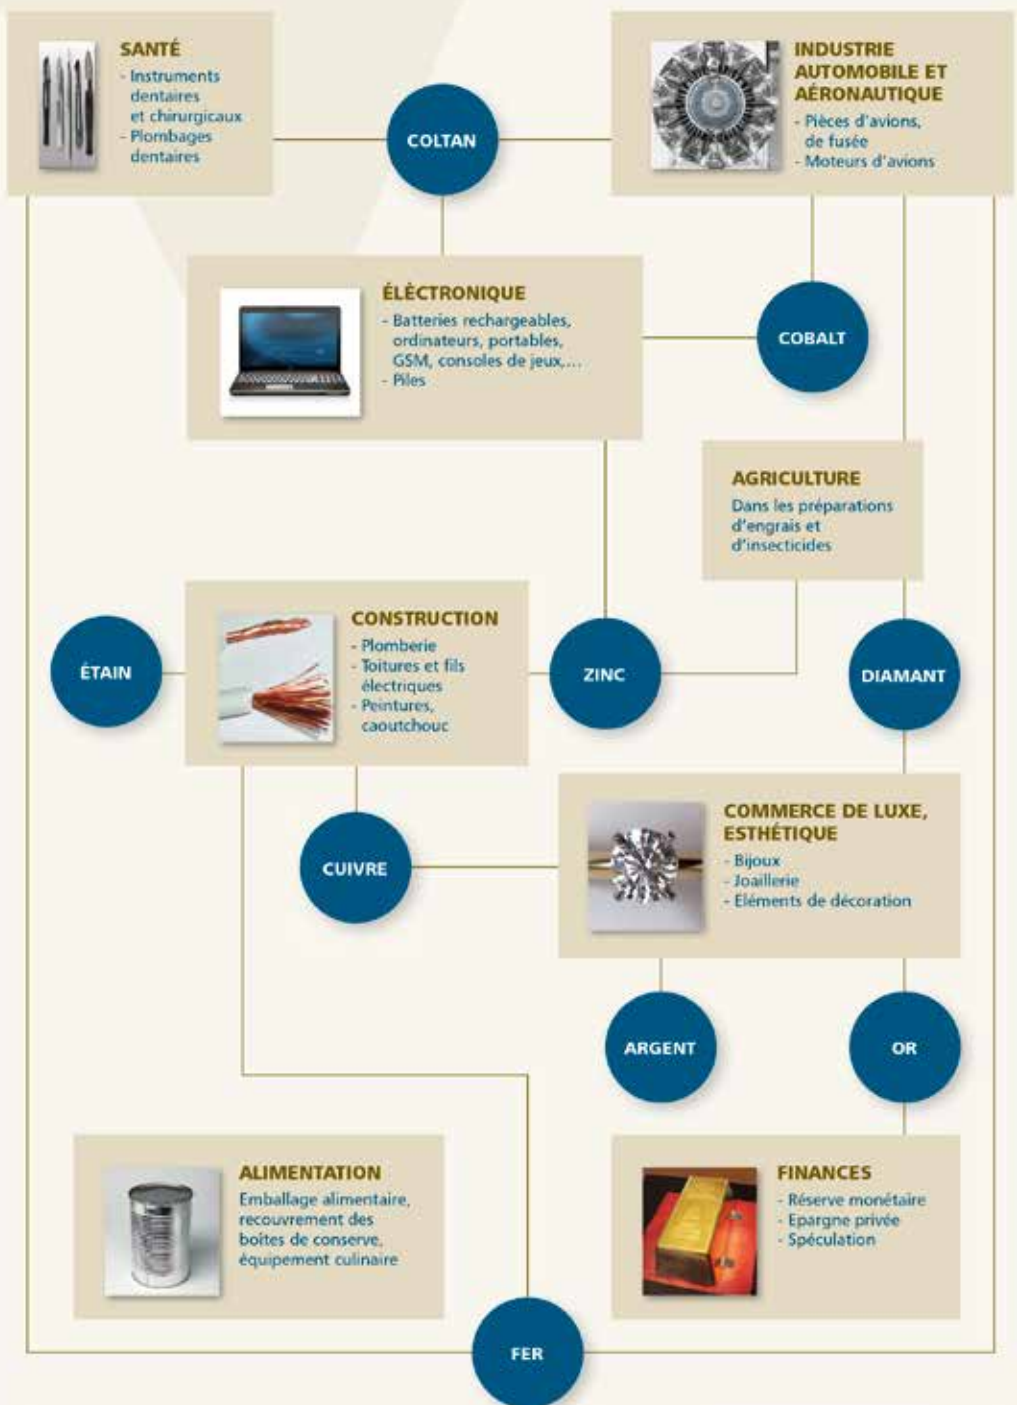 SANTÉ
- Instruments
dentaires
et chirurgicaux
- Plombages
dentaires
COLTAN
INDUSTRIE
AUTOMOBILE ET
AÉRONAUTIQUE
- Pièces d'avions,
de fusée
- Moteurs d'avions
ÉLÈCTRONIQUE
- Batteries rechargeables,
ordinateurs, portables,
GSM, consoles de jeux,...
- Piles
COBALT
AGRICULTURE
Dans les préparations
d'engrais et
d'insecticides
ÉTAIN
CONSTRUCTION
- Plomberie
- Toitures et fils
électriques
- Peintures,
caoutchouc
ZINC
DIAMANT
CUIVRE
COMMERCE DE LUXE,
ESTHÉTIQUE
- Bijoux
- Joaillerie
- Eléments de décoration
ARGENT
OR
ALIMENTATION
Emballage alimentaire,
recouvrement des
boîtes de conserve,
équipement culinaire
FINANCES
- Réserve monétaire
- Epargne privée
- Spéculation
FER